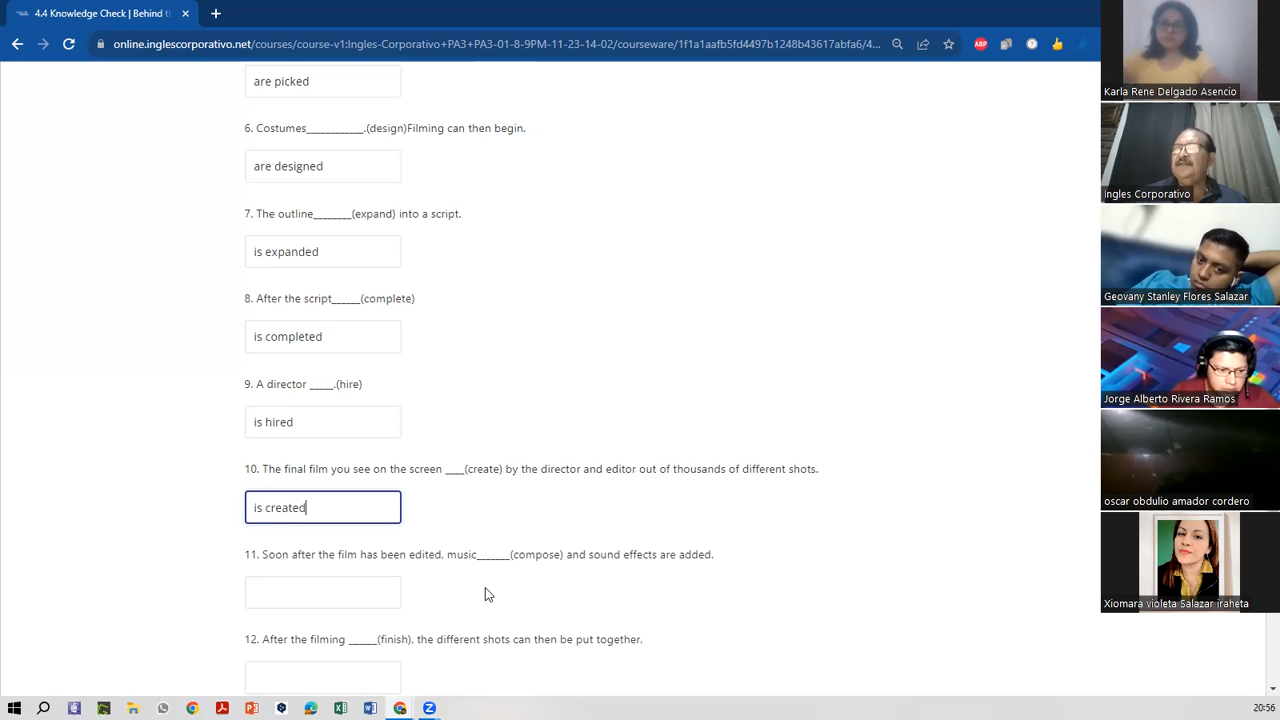 4.4 Knowledge Check | Behind t
online.inglescorporativo.net/courses/course-v1:Ingles-Corporativo+PA3+PA3-01-8-9PM-11-23-14-02/courseware/1f1a1aafb5fd4497b1248b43617abfa6/4...
ABP
are picked
6. Costumes____________.(design)Filming can then begin.
are designed
7. The outline________(expand) into a script.
is expanded
8. After the script______(complete)
is completed
9. A director _____.(hire)
is hired
10. The final film you see on the screen ____(create) by the director and editor out of thousands of different shots.
is created
11. Soon after the film has been edited, music_______(compose) and sound effects are added.
12. After the filming ______(finish), the different shots can then be put together.
Karla Rene Delgado Asencio
Ingles Corporativo
Geovany Stanley Flores Salazar
Jorge Alberto Rivera Ramos
oscar obdulio amador cordero
Xiomara violeta Salazar iraheta
20:56